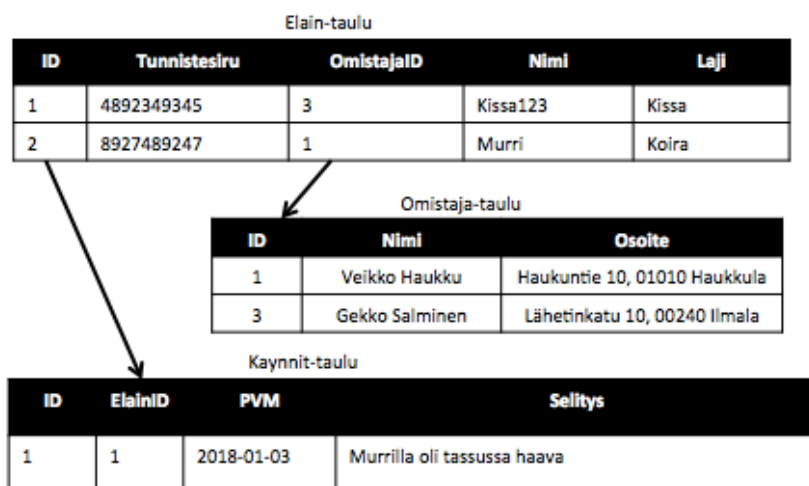 Elain-taulu
ID Tunnistesiru OmistajaID Nimi Laji
1 4892349345 3 Kissa123 Kissa
2 8927489247 1 Murri Koira
Omistaja-taulu
ID Nimi Osoite
1 Veikko Haukku Haukuntie 10, 01010 Haukkula
3 Gekko Salminen Lähetinkatu 10, 00240 Ilmala
Kaynnit-taulu
ID ElainID PVM Selitys
1 1 2018-01-03 Murrilla oli tassussa haava